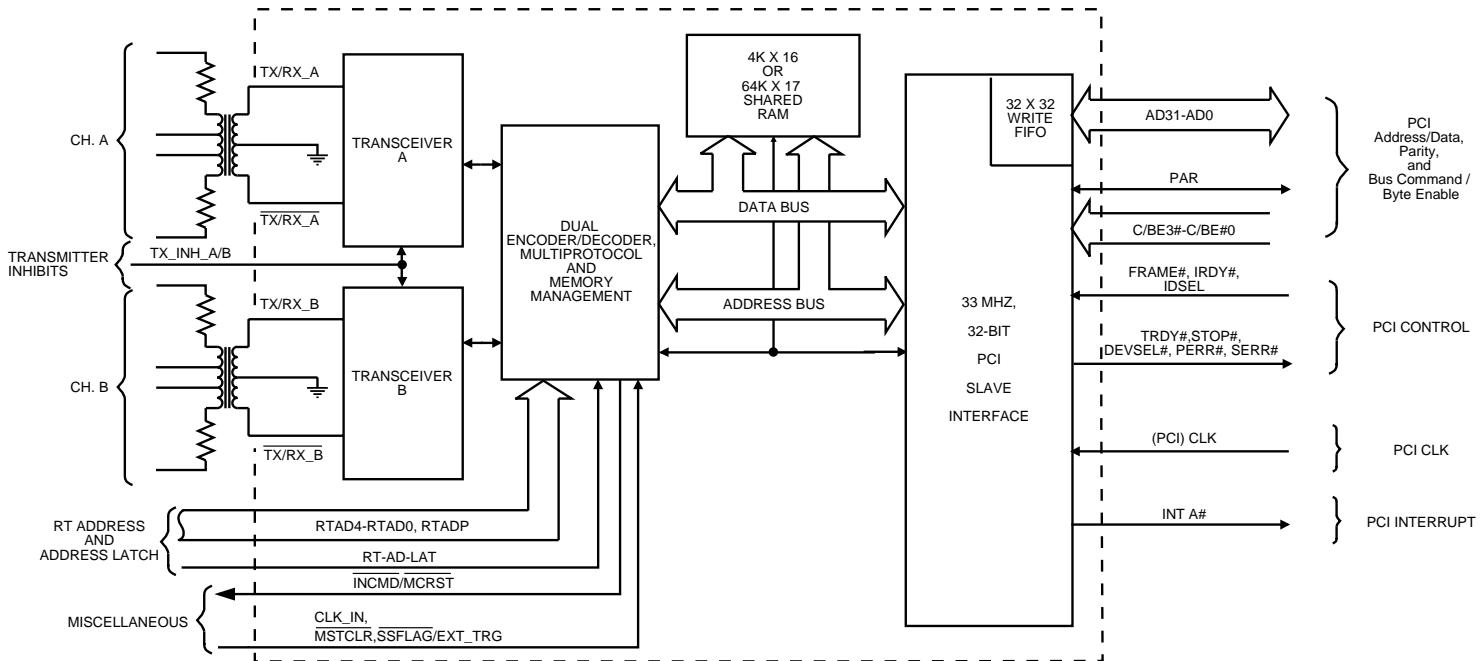 CH. A
TX/RX_A
TX/RX_A
TRANSCEIVER
A
TRANSMITTER
INHIBITS
TX_INH_A/B
CH. B
TX/RX_B
TX/RX_B
TRANSCEIVER
B
DUAL
ENCODER/DECODER,
MULTIPROTOCOL
AND
MEMORY
MANAGEMENT
4K X 16
OR
64K X 17
SHARED
RAM
DATA BUS
ADDRESS BUS
32 X 32
WRITE
FIFO
33 MHZ,
32-BIT
PCI
SLAVE
INTERFACE
AD31-AD0
PAR
C/BE3#-C/BE#0
PCI
Address/Data,
Parity,
and
Bus Command /
Byte Enable
FRAME#, IRDY#,
IDSEL
TRDY#,STOP#,
DEVSEL#, PERR#, SERR#
PCI CONTROL
(PCI) CLK
PCI CLK
INT A#
PCI INTERRUPT
RT ADDRESS
AND
ADDRESS LATCH
RTAD4-RTAD0, RTADP
RT-AD-LAT
INCMD/MCRST
MISCELLANEOUS
CLK_IN,
MSTCLR,SSFLAG/EXT_TRG